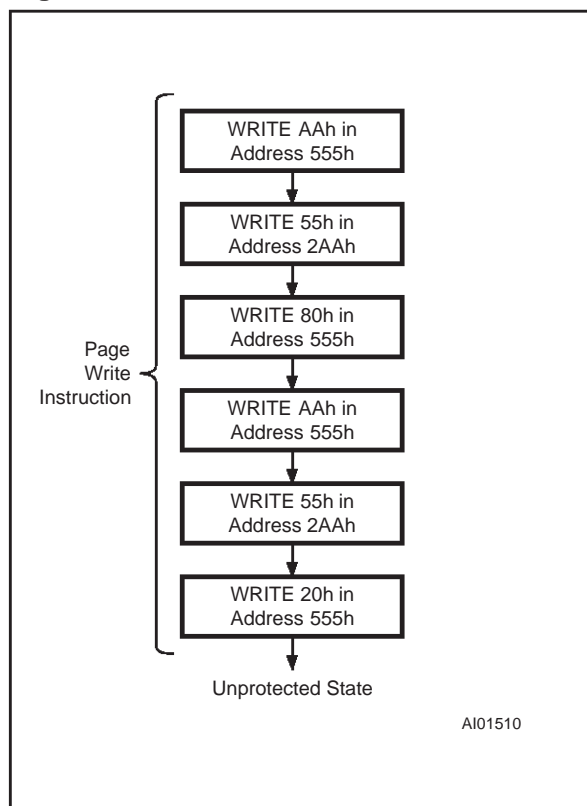 WRITE AAh in
Address 555h
WRITE 55h in
Address 2AAh
WRITE 80h in
Address 555h
Page
Write
Instruction
WRITE AAh in
Address 555h
WRITE 55h in
Address 2AAh
WRITE 20h in
Address 555h
Unprotected State
AI01510